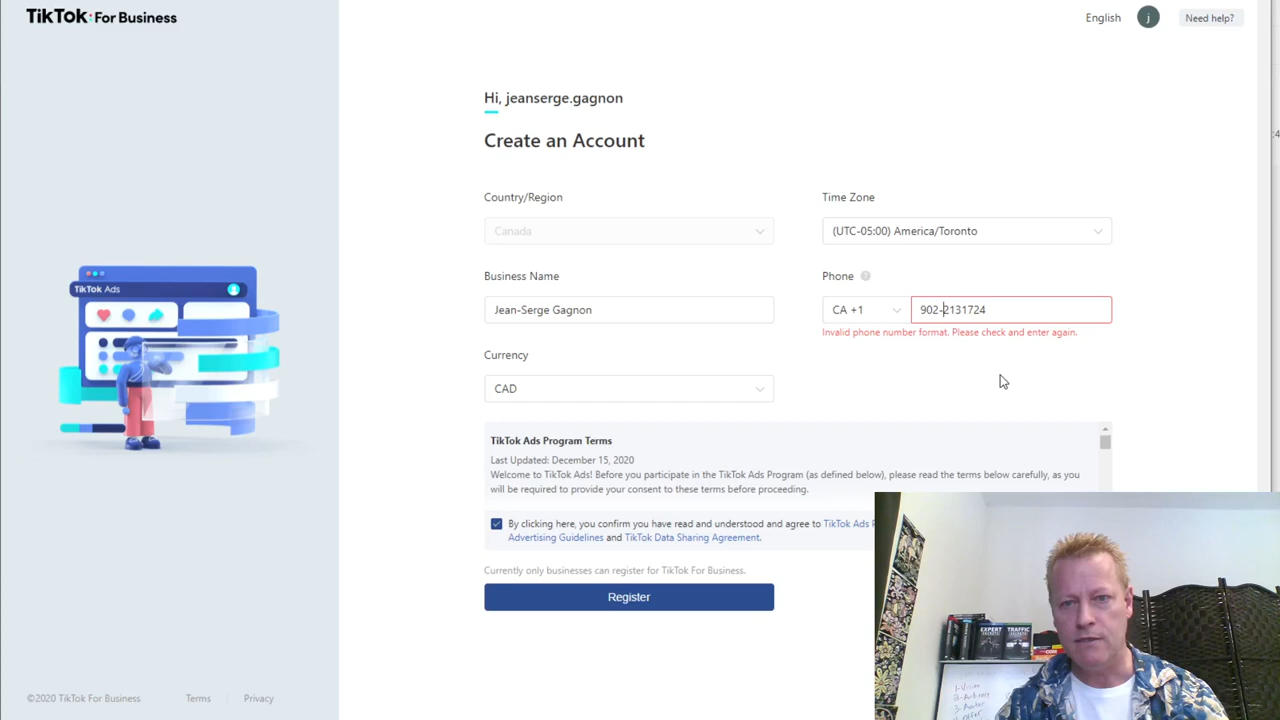 TikTok: For Business
English
j
Need help?
Hi, jeanserge.gagnon
Create an Account
Country/Region
Time Zone
Canada
(UTC-05:00) America/Toronto
Business Name
Phone ?
Jean-Serge Gagnon
CA +1
902-2131724
Invalid phone number format. Please check and enter again.
Currency
CAD
TikTok Ads
TikTok Ads Program Terms
Last Updated: December 15, 2020
Welcome to TikTok Ads! Before you participate in the TikTok Ads Program (as defined below), please read the terms below carefully, as you
will be required to provide your consent to these terms before proceeding.
By clicking here, you confirm you have read and understood and agree to TikTok Ads
Advertising Guidelines and TikTok Data Sharing Agreement.
Currently only businesses can register for TikTok For Business.
Register
©2020 TikTok For Business
Terms
Privacy
EXPERT
SECRETS
TRAFFIC
SECRETS
1-Vision